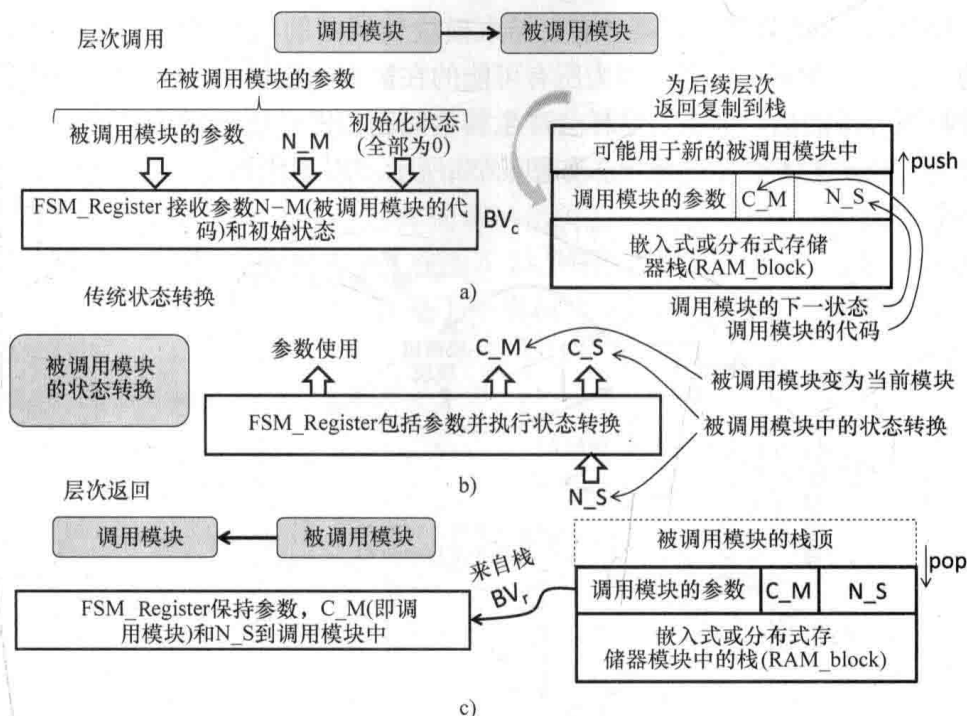 层次调用
调用模块
被调用模块
在被调用模块的参数
被调用模块的参数
N_M
初始化状态
(全部为0)
FSM_Register 接收参数N-M(被调用模块的代
码)和初始状态
BVc
为后续层次
返回复制到栈
可能用于新的被调用模块中
push
调用模块的参数
C_M
N_S
嵌入式或分布式存储
器栈(RAM_block)
调用模块的下一状态
调用模块的代码
a)
传统状态转换
被调用模块
的状态转换
参数使用
C_M
C_S
被调用模块变为当前模块
FSM_Register包括参数并执行状态转换
被调用模块中的状态转换
N_S
b)
层次返回
调用模块
被调用模块
来自栈
BVr
FSM_Register保持参数，C_M(即调
用模块)和N_S到调用模块中
被调用模块的栈顶
pop
调用模块的参数
C_M
N_S
嵌入式或分布式存
储器模块中的栈(RAM_block)
c)